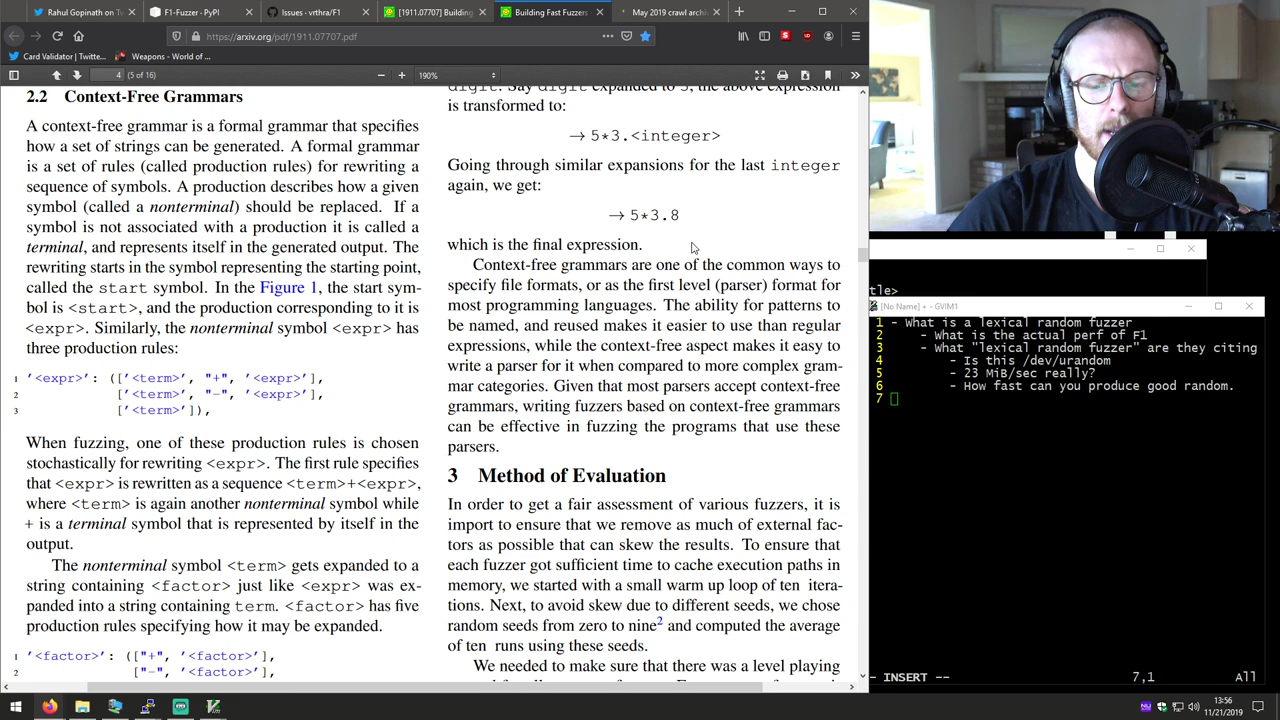 Rahul Gopinath on Tw
F1-Fuzzer · PyPI
Issues · vrthra/F1
[1911.07707] Building
Building Fast Fuzzers
May 2019 crawl archiv
https://arxiv.org/pdf/1911.07707.pdf
Card Validator | Twitte...
Weapons - World of ...
4 (5 of 16)
190%
2.2 Context-Free Grammars
A context-free grammar is a formal grammar that specifies
how a set of strings can be generated. A formal grammar
is a set of rules (called production rules) for rewriting a
sequence of symbols. A production describes how a given
symbol (called a nonterminal) should be replaced. If a
symbol is not associated with a production it is called a
terminal, and represents itself in the generated output. The
rewriting starts in the symbol representing the starting point,
called the start symbol. In the Figure 1, the start sym-
bol is <start>, and the production corresponding to it is
<expr>. Similarly, the nonterminal symbol <expr> has
three production rules:
1 '<expr>': (['<term>', "+", '<expr>'],
2 ['<term>', "-", '<expr>'],
3 ['<term>']),
When fuzzing, one of these production rules is chosen
stochastically for rewriting <expr>. The first rule specifies
that <expr> is rewritten as a sequence <term>+<expr>,
where <term> is again another nonterminal symbol while
+ is a terminal symbol that is represented by itself in the
output.
The nonterminal symbol <term> gets expanded to a
string containing <factor> just like <expr> was ex-
panded into a string containing term. <factor> has five
production rules specifying how it may be expanded.
1 '<factor>': (["+", '<factor>'],
2 ["-", '<factor>'],
digit. Say digit expanded to 3, the above expression
is transformed to:
→ 5*3.<integer>
Going through similar expansions for the last integer
again, we get:
→ 5*3.8
which is the final expression.
Context-free grammars are one of the common ways to
specify file formats, or as the first level (parser) format for
most programming languages. The ability for patterns to
be named, and reused makes it easier to use than regular
expressions, while the context-free aspect makes it easy to
write a parser for it when compared to more complex gram-
mar categories. Given that most parsers accept context-free
grammars, writing fuzzers based on context-free grammars
can be effective in fuzzing the programs that use these
parsers.
3 Method of Evaluation
In order to get a fair assessment of various fuzzers, it is
import to ensure that we remove as much of external fac-
tors as possible that can skew the results. To ensure that
each fuzzer got sufficient time to cache execution paths in
memory, we started with a small warm up loop of ten itera-
tions. Next, to avoid skew due to different seeds, we chose
random seeds from zero to nine2 and computed the average
of ten runs using these seeds.
We needed to make sure that there was a level playing
tle>
[No Name] + - GVIM1
1 - What is a lexical random fuzzer
2 - What is the actual perf of F1
3 - What "lexical random fuzzer" are they citing
4 - Is this /dev/urandom
5 - 23 MiB/sec really?
6 - How fast can you produce good random.
7
- INSERT --
7,1
All
13:56
11/21/2019